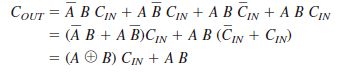 C_OUT = A̅ B C_IN + A B̅ C_IN + A B C̅_IN + A B C_IN
= (A̅ B + A B̅)C_IN + A B (C̅_IN + C_IN)
= (A ⊕ B) C_IN + A B